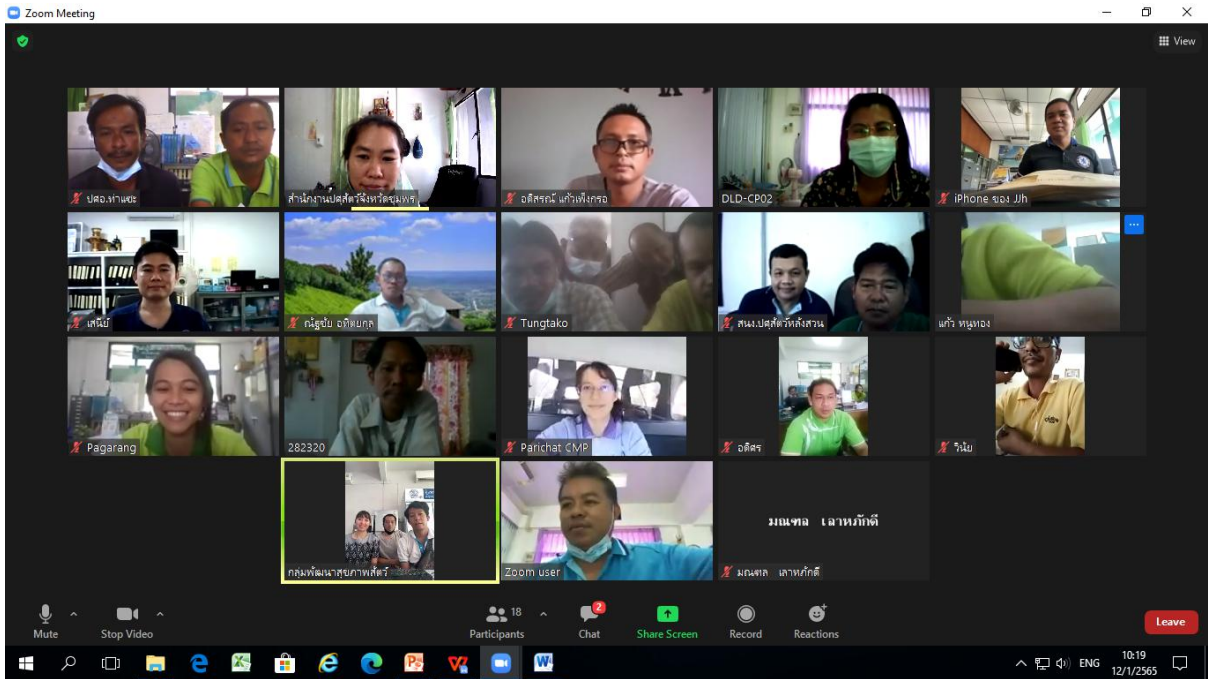 Zoom Meeting
View
ปศอ.ท่าแซะ
สำนักงานปศุสัตว์จังหวัดชุมพร
อดิสรณ์ แก้วเพ็งกรอ
DLD-CP02
iPhone ของ JJh
เสนีย์
ณัฐชัย อทิตยกุล
Tungtako
สนง.ปศุสัตว์หลังสวน
แก้ว หนูทอง
Pagarang
282320
Parichat CMP
อดิศร
วินัย
กลุ่มพัฒนาสุขภาพสัตว์
Zoom user
มณฑล เลาหภักดี
มณฑล เลาหภักดี
Mute
Stop Video
18
Participants
2
Chat
Share Screen
Record
Reactions
Leave
ENG
10:19
12/1/2565